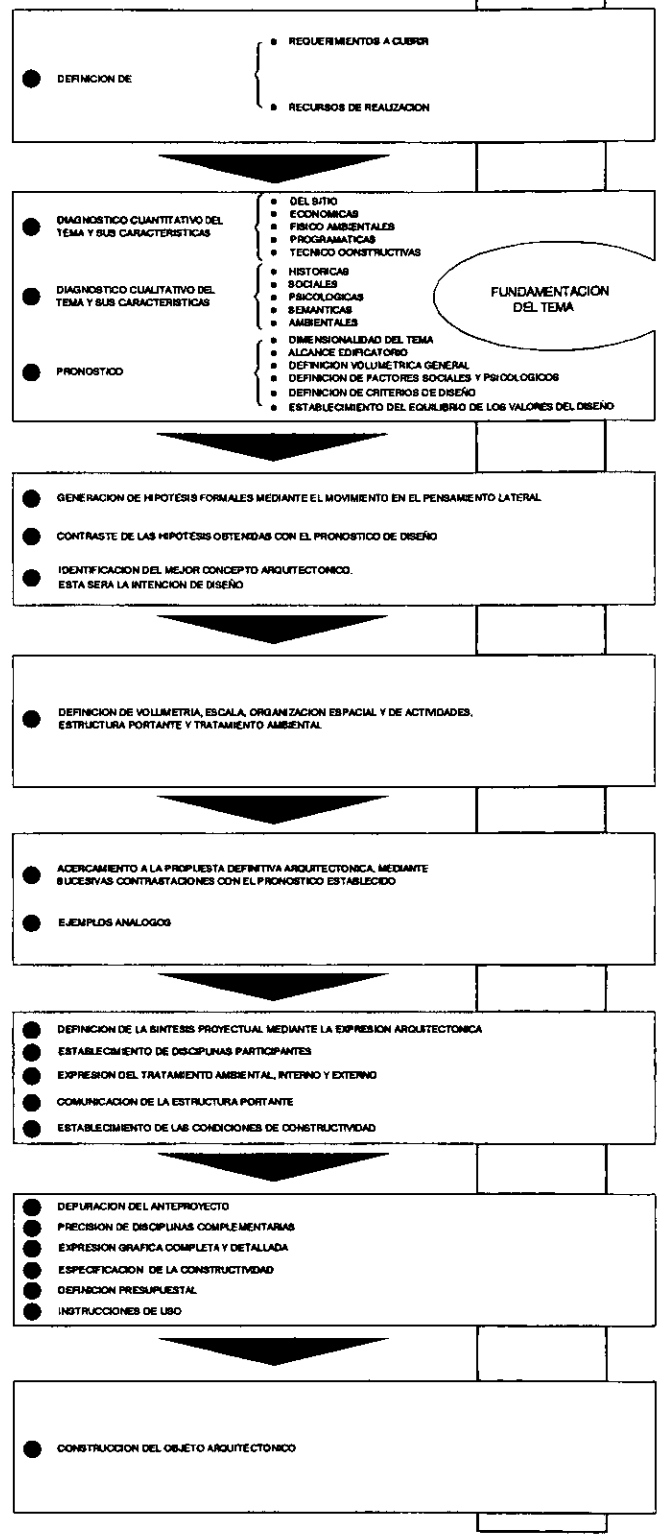 DEFINICION DE
REQUERIMIENTOS A CUBRIR
RECURSOS DE REALIZACION
DIAGNOSTICO CUANTITATIVO DEL
TEMA Y SUS CARACTERISTICAS
DEL SITIO
ECONOMICAS
FISICO AMBIENTALES
PROGRAMATICAS
TECNICO CONSTRUCTIVAS
DIAGNOSTICO CUALITATIVO DEL
TEMA Y SUS CARACTERISTICAS
HISTORICAS
SOCIALES
PSICOLOGICAS
SEMANTICAS
AMBIENTALES
FUNDAMENTACION
DEL TEMA
PRONOSTICO
DIMENSIONALIDAD DEL TEMA
ALCANCE EDIFICATORIO
DEFINICION VOLUMETRICA GENERAL
DEFINICION DE FACTORES SOCIALES Y PSICOLOGICOS
DEFINICION DE CRITERIOS DE DISEÑO
ESTABLECIMIENTO DEL EQUILIBRIO DE LOS VALORES DEL DISEÑO
GENERACION DE HIPOTESIS FORMALES MEDIANTE EL MOVIMIENTO EN EL PENSAMIENTO LATERAL
CONTRASTE DE LAS HIPOTESIS OBTENIDAS CON EL PRONOSTICO DE DISEÑO
IDENTIFICACION DEL MEJOR CONCEPTO ARQUITECTONICO.
ESTA SERA LA INTENCION DE DISEÑO
DEFINICION DE VOLUMETRIA, ESCALA, ORGANIZACION ESPACIAL Y DE ACTIVIDADES,
ESTRUCTURA PORTANTE Y TRATAMIENTO AMBIENTAL
ACERCAMIENTO A LA PROPUESTA DEFINITIVA ARQUITECTONICA, MEDIANTE
SUCESIVAS CONTRASTACIONES CON EL PRONOSTICO ESTABLECIDO
EJEMPLOS ANALOGOS
DEFINICION DE LA SINTESIS PROYECTUAL MEDIANTE LA EXPRESION ARQUITECTONICA
ESTABLECIMIENTO DE DISCIPLINAS PARTICIPANTES
EXPRESION DEL TRATAMIENTO AMBIENTAL, INTERNO Y EXTERNO
COMUNICACION DE LA ESTRUCTURA PORTANTE
ESTABLECIMIENTO DE LAS CONDICIONES DE CONSTRUCTIVIDAD
DEPURACION DEL ANTEPROYECTO
PRECISION DE DISCIPLINAS COMPLEMENTARIAS
EXPRESION GRAFICA COMPLETA Y DETALLADA
ESPECIFICACION DE LA CONSTRUCTIVIDAD
DEFINICION PRESUPUESTAL
INSTRUCCIONES DE USO
CONSTRUCCION DEL OBJETO ARQUITECTONICO